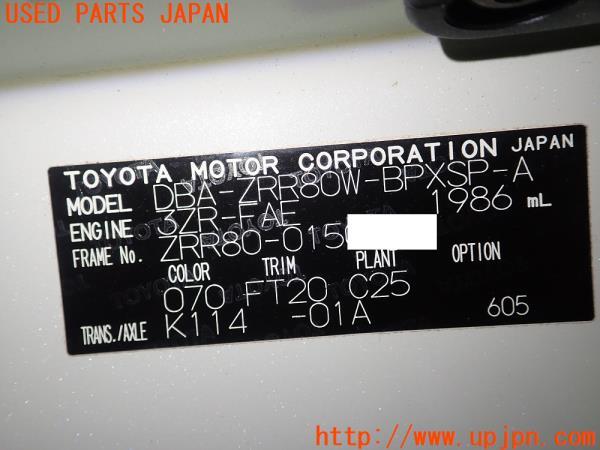 USED PARTS JAPAN
TOYOTA MOTOR CORPORATION JAPAN
MODEL DBA-ZRR80W-BPXSP-A
ENGINE 3ZR-FAE 1986 mL
FRAME No. ZRR80-0150
COLOR TRIM PLANT OPTION
070 FT20 C25
TRANS./AXLE K114 -01A 605
http://www.upjpn.com/